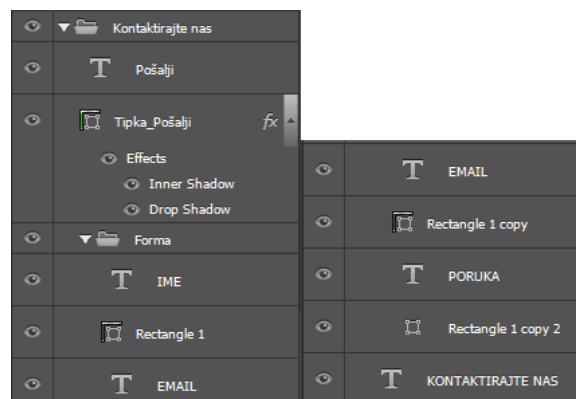 Kontaktirajte nas
T Pošalji
Tipka_Pošalji fx
Effects
Inner Shadow
Drop Shadow
Forma
T IME
Rectangle 1
T EMAIL
T EMAIL
Rectangle 1 copy
T PORUKA
Rectangle 1 copy 2
T KONTAKTIRAJTE NAS